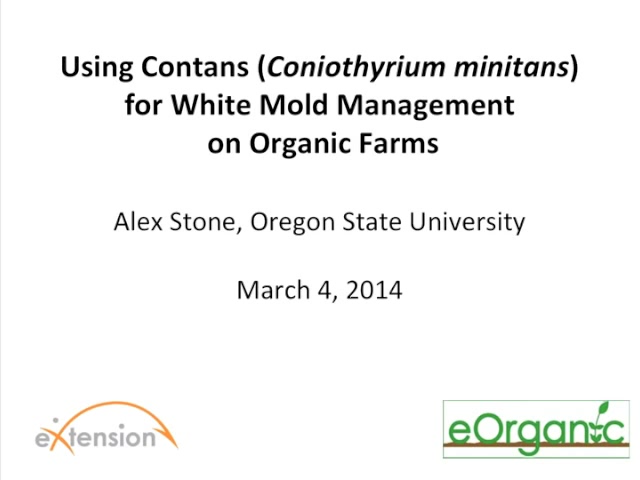 Using Contans (Coniothyrium minitans)
for White Mold Management
on Organic Farms
Alex Stone, Oregon State University
March 4, 2014
eXtension
eOrganic